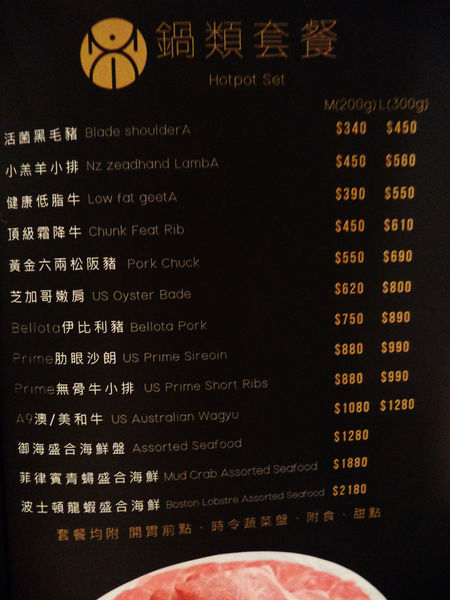 鍋類套餐
Hotpot Set
M(200g) L(300g)
活菌黑毛豬 Blade shoulderA $340 $450
小羔羊小排 Nz zeadhand LambA $450 $560
健康低脂牛 Low fat geetA $390 $550
頂級霜降牛 Chunk Feat Rib $450 $610
黃金六兩松阪豬 Pork Chuck $550 $690
芝加哥嫩肩 US Oyster Bade $620 $800
Bellota伊比利豬 Bellota Pork $750 $890
Prime肋眼沙朗 US Prime Sireoin $880 $990
Prime無骨牛小排 US Prime Short Ribs $880 $990
A9澳/美和牛 US Australian Wagyu $1080 $1280
御海盛合海鮮盤 Assorted Seafood $1280
菲律賓青蟳盛合海鮮 Mud Crab Assorted Seafood $1880
波士頓龍蝦盛合海鮮 Boston Lobstre Assorted Seafood $2180
套餐均附 開胃前點、時令蔬菜盤、附食、甜點